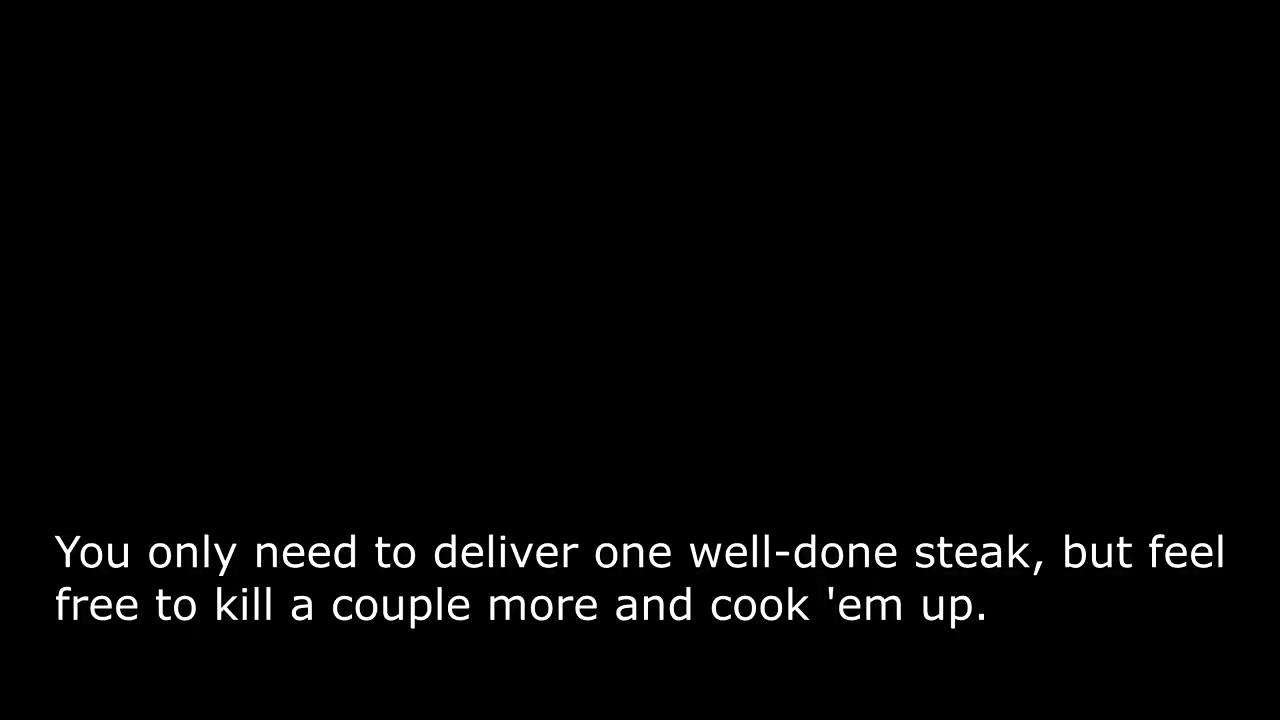 You only need to deliver one well-done steak, but feel
free to kill a couple more and cook 'em up.